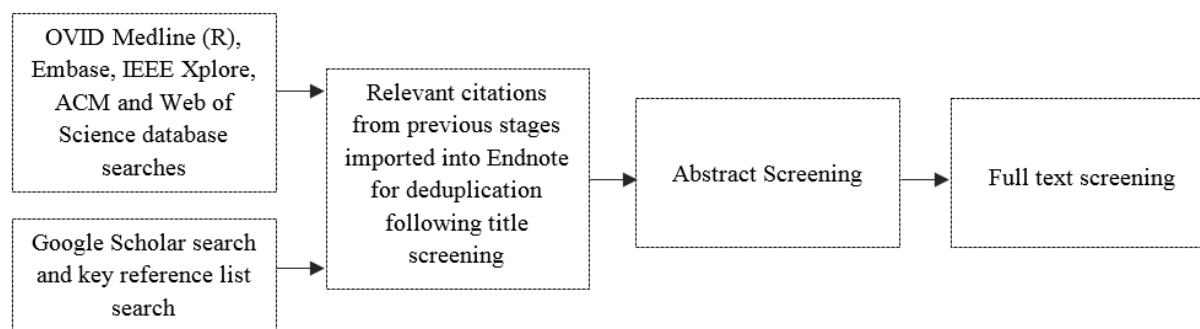 OVID Medline (R),
Embase, IEEE Xplore,
ACM and Web of
Science database
searches
Google Scholar search
and key reference list
search
Relevant citations
from previous stages
imported into Endnote
for deduplication
following title
screening
Abstract Screening
Full text screening